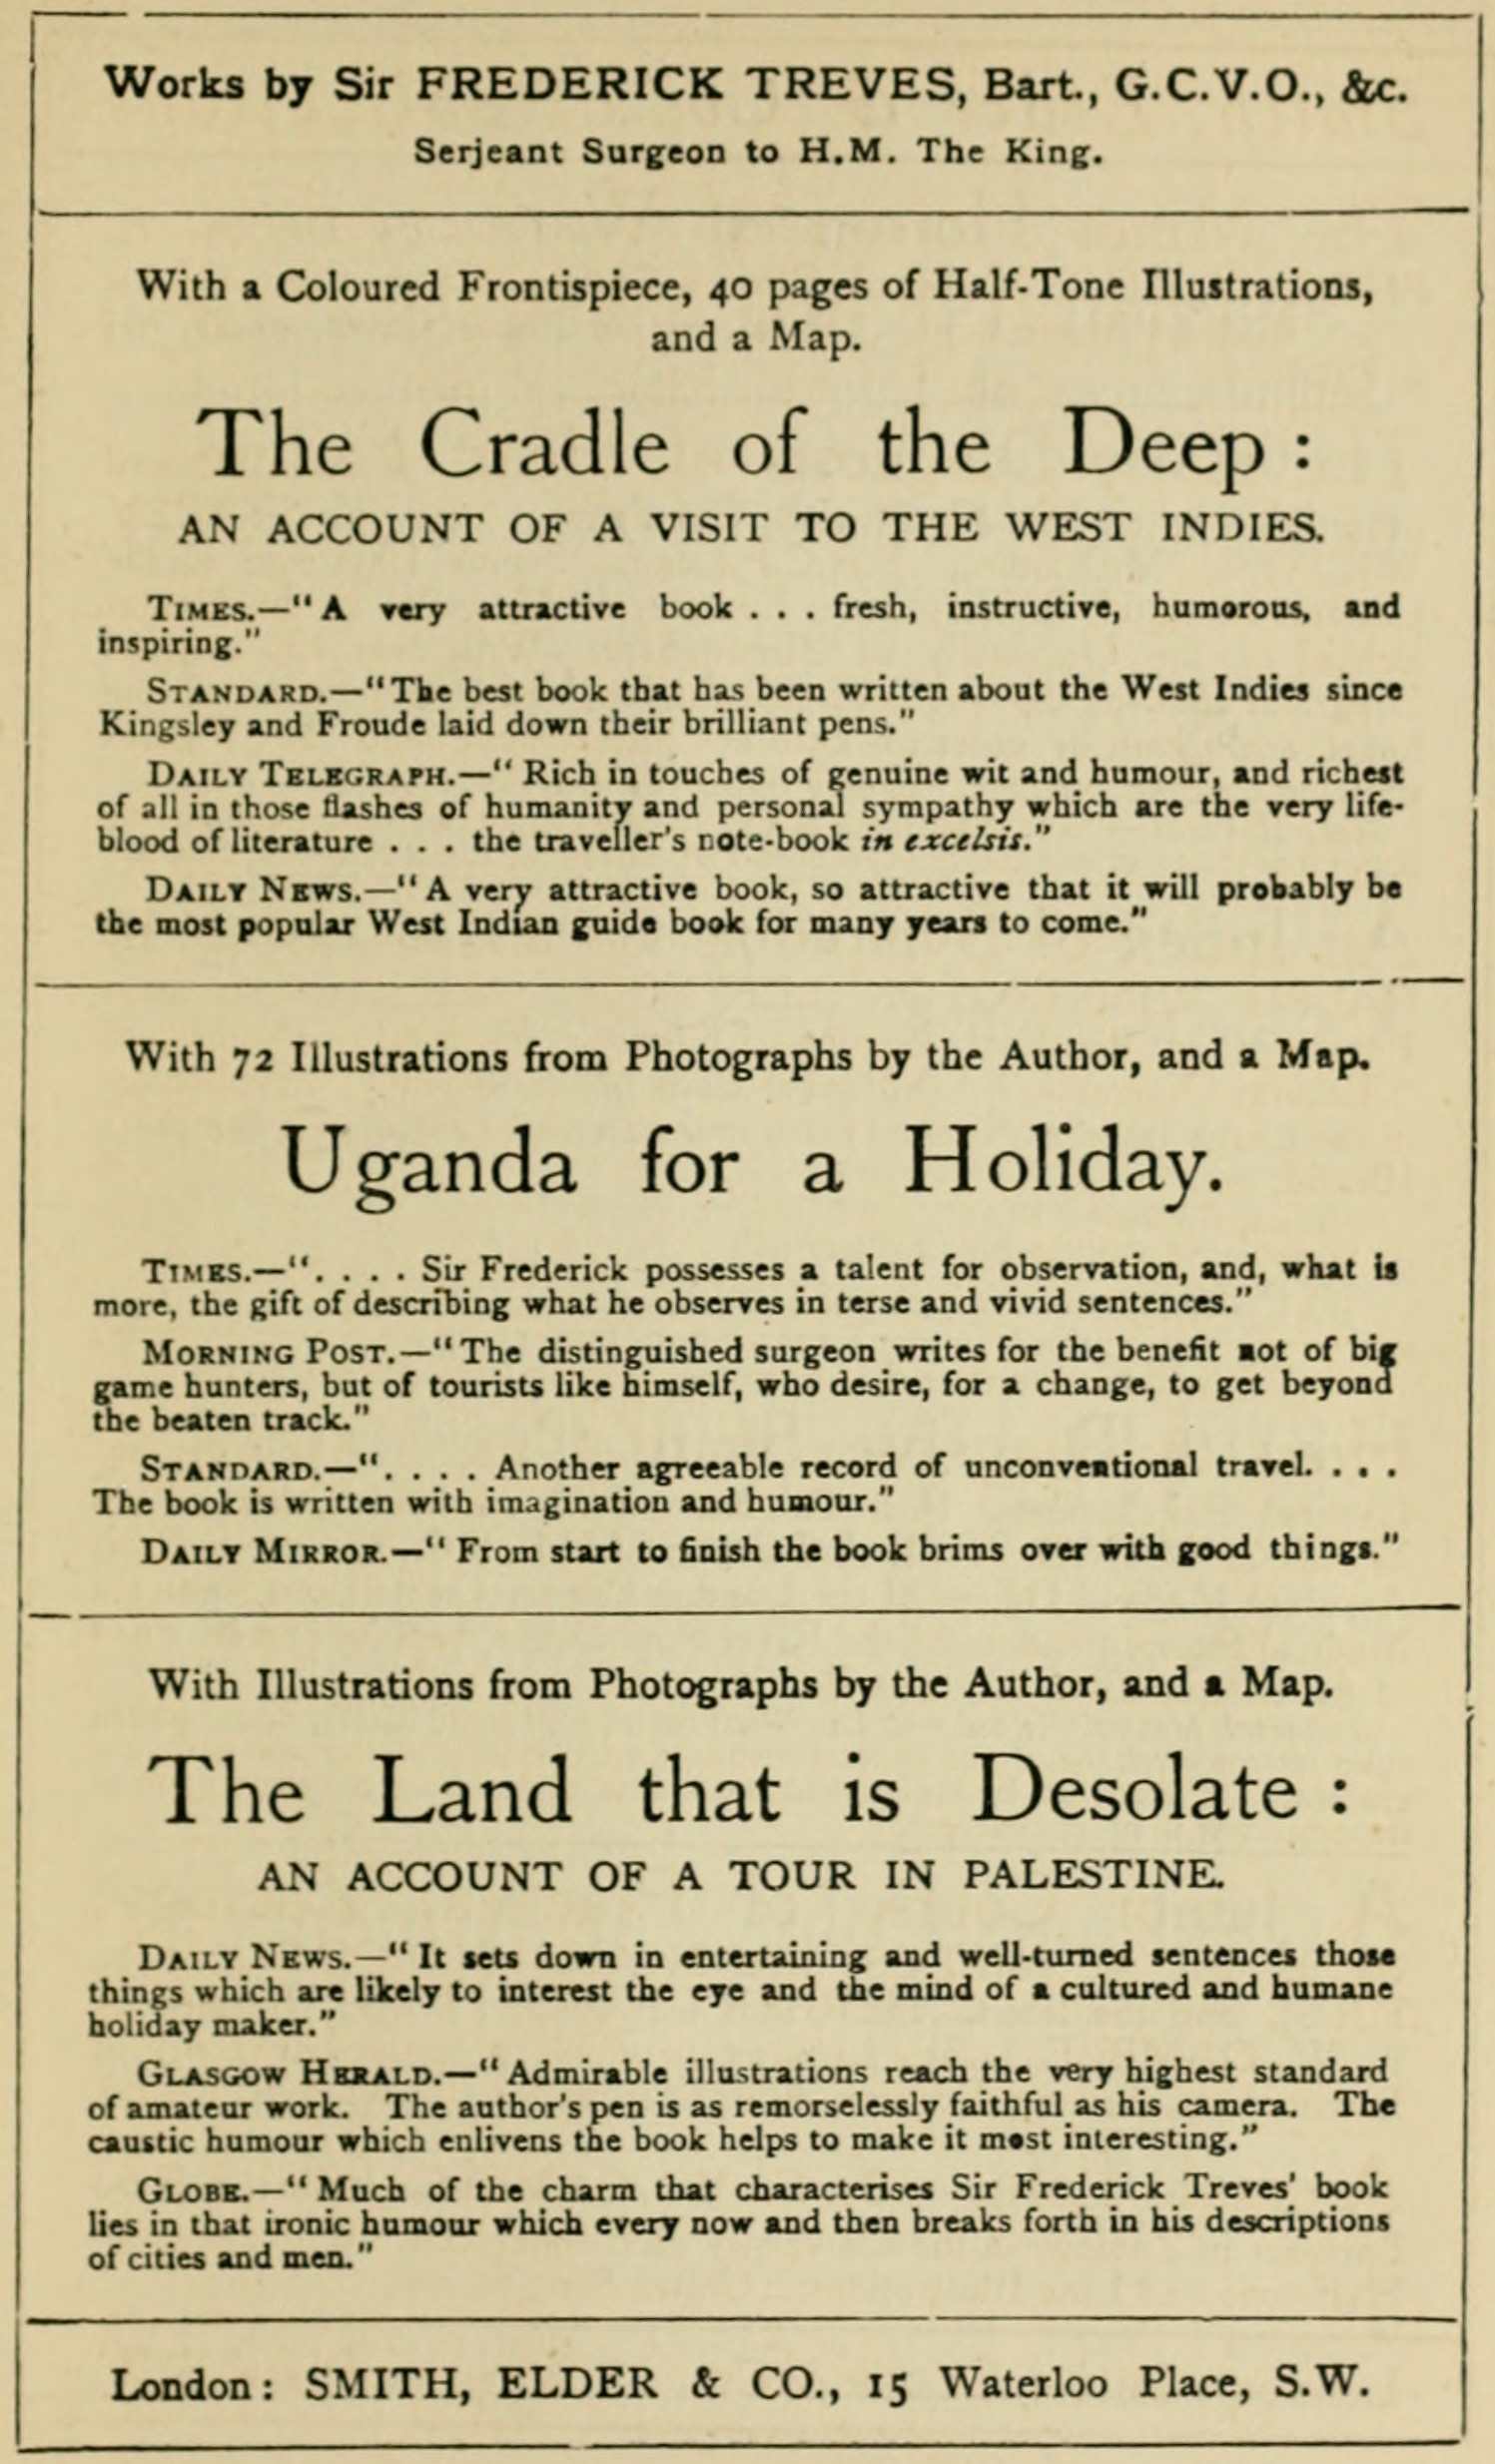 Works by Sir FREDERICK TREVES, Bart., G.C.V.O., &c.
Serjeant Surgeon to H.M. The King.
With a Coloured Frontispiece, 40 pages of Half-Tone Illustrations,
and a Map.
The Cradle of the Deep:
AN ACCOUNT OF A VISIT TO THE WEST INDIES.
TIMES.—"A very attractive book . . . fresh, instructive, humorous, and
inspiring."
STANDARD.—"The best book that has been written about the West Indies since
Kingsley and Froude laid down their brilliant pens."
DAILY TELEGRAPH.—"Rich in touches of genuine wit and humour, and richest
of all in those flashes of humanity and personal sympathy which are the very life-
blood of literature . . . the traveller's note-book in excelsis."
DAILY NEWS.—"A very attractive book, so attractive that it will probably be
the most popular West Indian guide book for many years to come."
With 72 Illustrations from Photographs by the Author, and a Map.
Uganda for a Holiday.
TIMES.—". . . . Sir Frederick possesses a talent for observation, and, what is
more, the gift of describing what he observes in terse and vivid sentences."
MORNING POST.—"The distinguished surgeon writes for the benefit not of big
game hunters, but of tourists like himself, who desire, for a change, to get beyond
the beaten track."
STANDARD.—". . . . Another agreeable record of unconventional travel. . . .
The book is written with imagination and humour."
DAILY MIRROR.—"From start to finish the book brims over with good things."
With Illustrations from Photographs by the Author, and a Map.
The Land that is Desolate:
AN ACCOUNT OF A TOUR IN PALESTINE.
DAILY NEWS.—"It sets down in entertaining and well-turned sentences those
things which are likely to interest the eye and the mind of a cultured and humane
holiday maker."
GLASGOW HERALD.—"Admirable illustrations reach the very highest standard
of amateur work. The author's pen is as remorselessly faithful as his camera. The
caustic humour which enlivens the book helps to make it most interesting."
GLOBE.—"Much of the charm that characterises Sir Frederick Treves' book
lies in that ironic humour which every now and then breaks forth in his descriptions
of cities and men."
London: SMITH, ELDER & CO., 15 Waterloo Place, S.W.